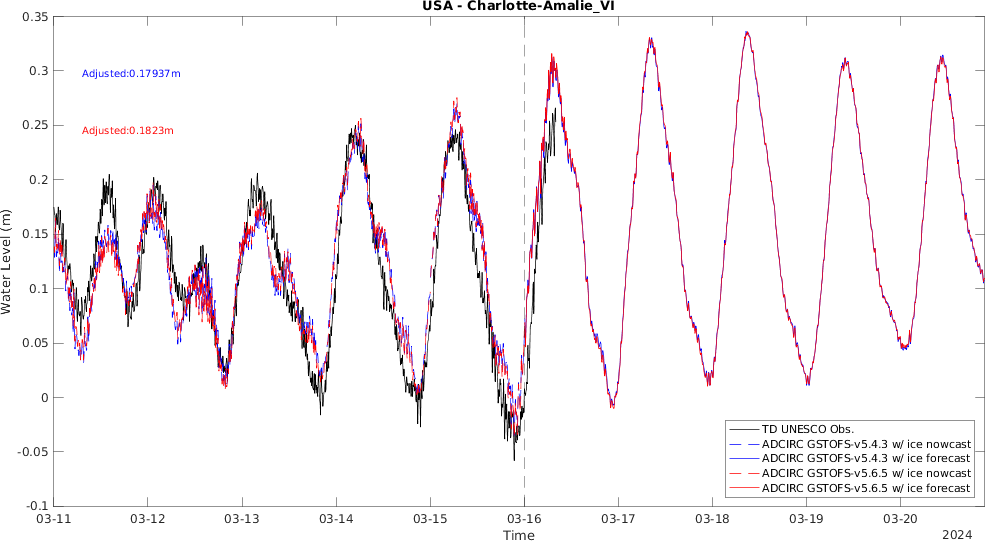 USA - Charlotte-Amalie_VI
0.35
0.3
0.25
0.2
0.15
0.1
0.05
0
-0.05
-0.1
Water Level (m)
Adjusted:0.17937m
Adjusted:0.1823m
TD UNESCO Obs.
ADCIRC GSTOFS-v5.4.3 w/ ice nowcast
ADCIRC GSTOFS-v5.4.3 w/ ice forecast
ADCIRC GSTOFS-v5.6.5 w/ ice nowcast
ADCIRC GSTOFS-v5.6.5 w/ ice forecast
03-11 03-12 03-13 03-14 03-15 03-16 03-17 03-18 03-19 03-20
Time
2024